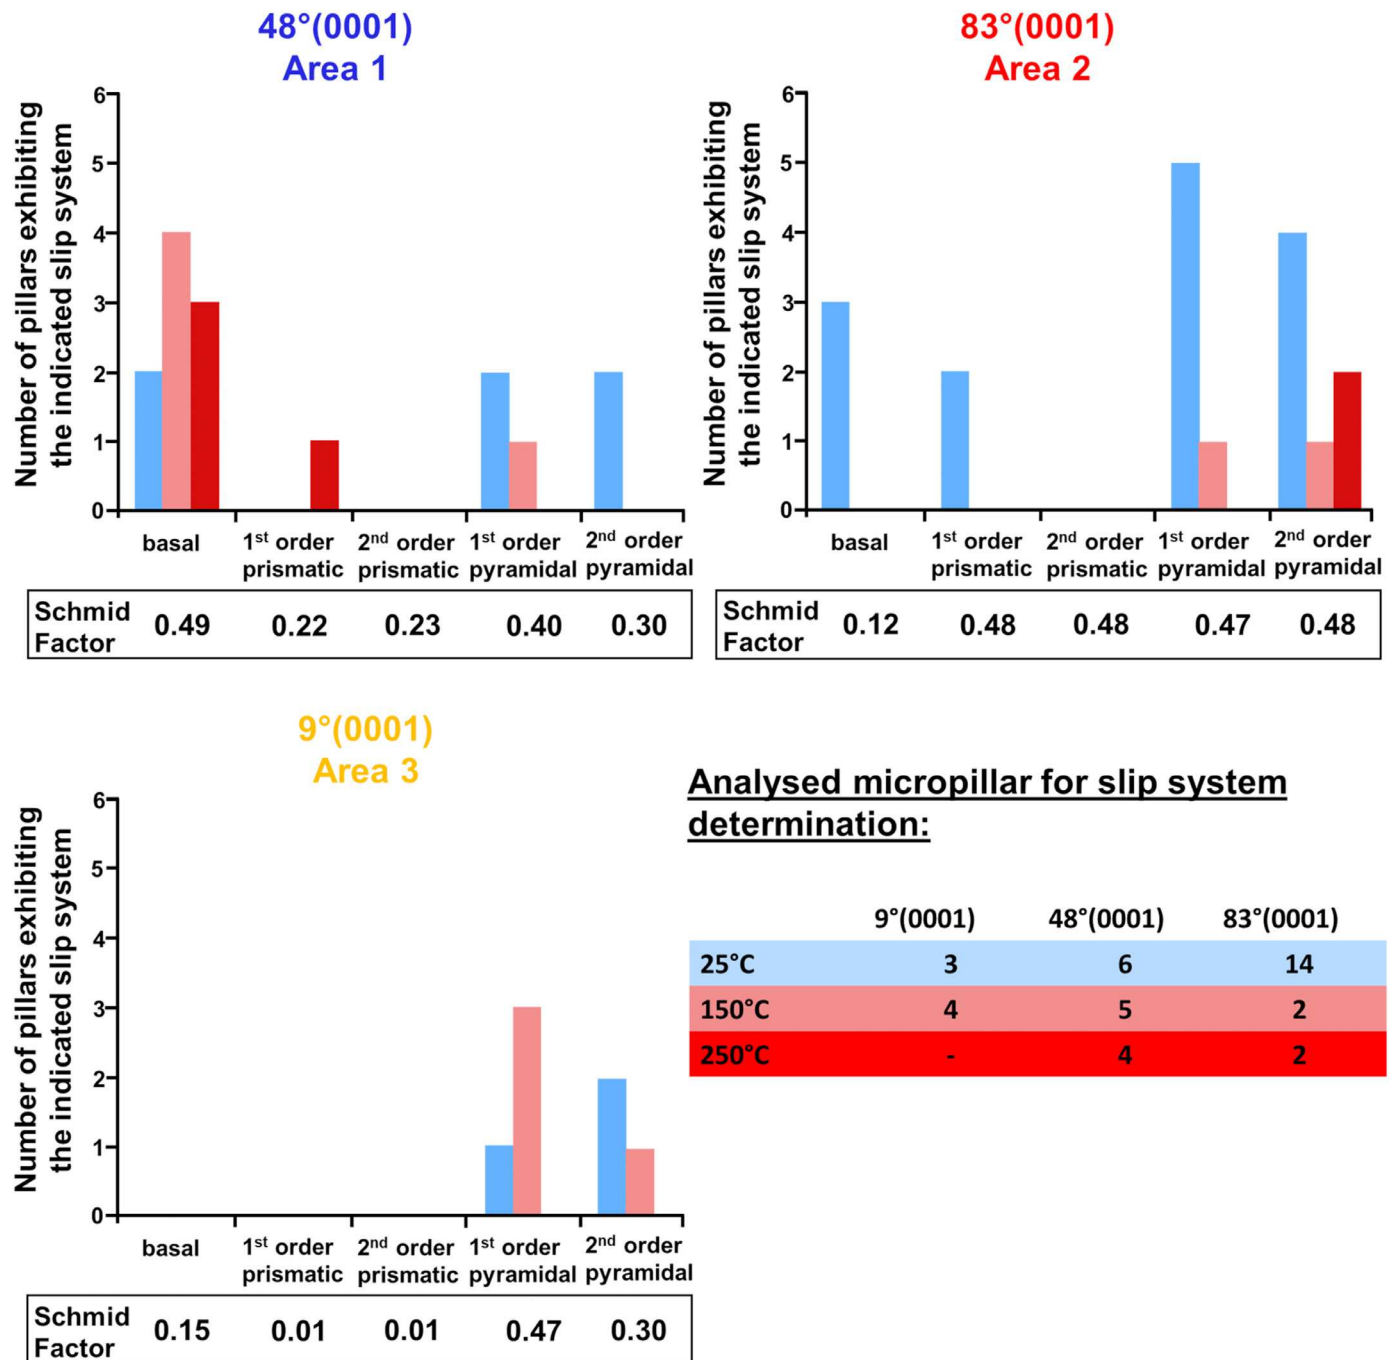 48°(0001)
Area 1
Number of pillars exhibiting
the indicated slip system
6
5
4
3
2
1
0
basal
1st order
prismatic
2nd order
prismatic
1st order
pyramidal
2nd order
pyramidal
Schmid
Factor
0.49 0.22 0.23 0.40 0.30
83°(0001)
Area 2
Number of pillars exhibiting
the indicated slip system
6
5
4
3
2
1
0
basal
1st order
prismatic
2nd order
prismatic
1st order
pyramidal
2nd order
pyramidal
Schmid
Factor
0.12 0.48 0.48 0.47 0.48
9°(0001)
Area 3
Number of pillars exhibiting
the indicated slip system
6
5
4
3
2
1
0
basal
1st order
prismatic
2nd order
prismatic
1st order
pyramidal
2nd order
pyramidal
Schmid
Factor
0.15 0.01 0.01 0.47 0.30
Analysed micropillar for slip system
determination:
9°(0001) 48°(0001) 83°(0001)
25°C 3 6 14
150°C 4 5 2
250°C - 4 2